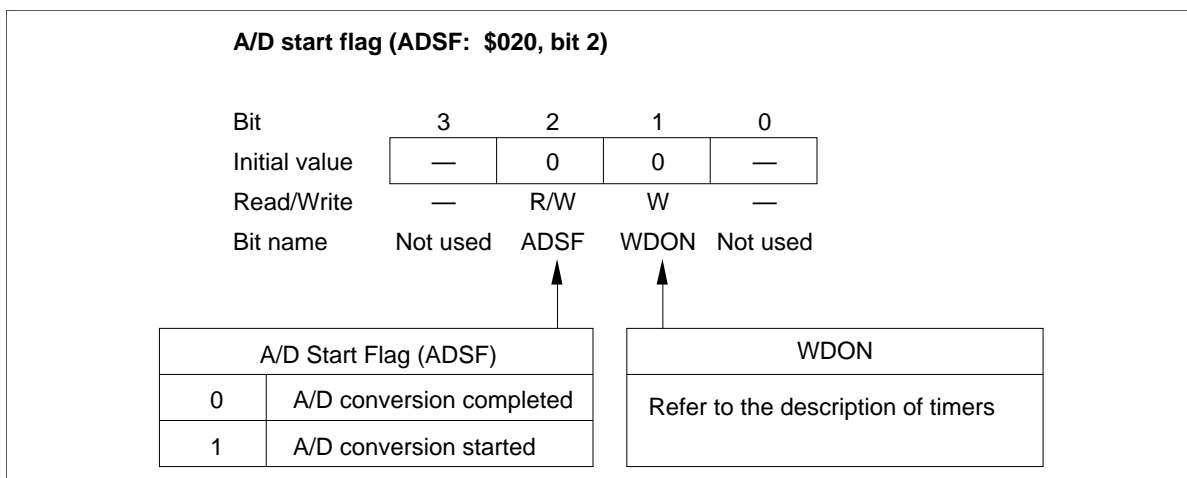 A/D start flag (ADSF:  $020, bit 2)
Bit 3 2 1 0
Initial value — 0 0 —
Read/Write — R/W W —
Bit name Not used ADSF WDON Not used
A/D Start Flag (ADSF)
0 A/D conversion completed
1 A/D conversion started
WDON
Refer to the description of timers